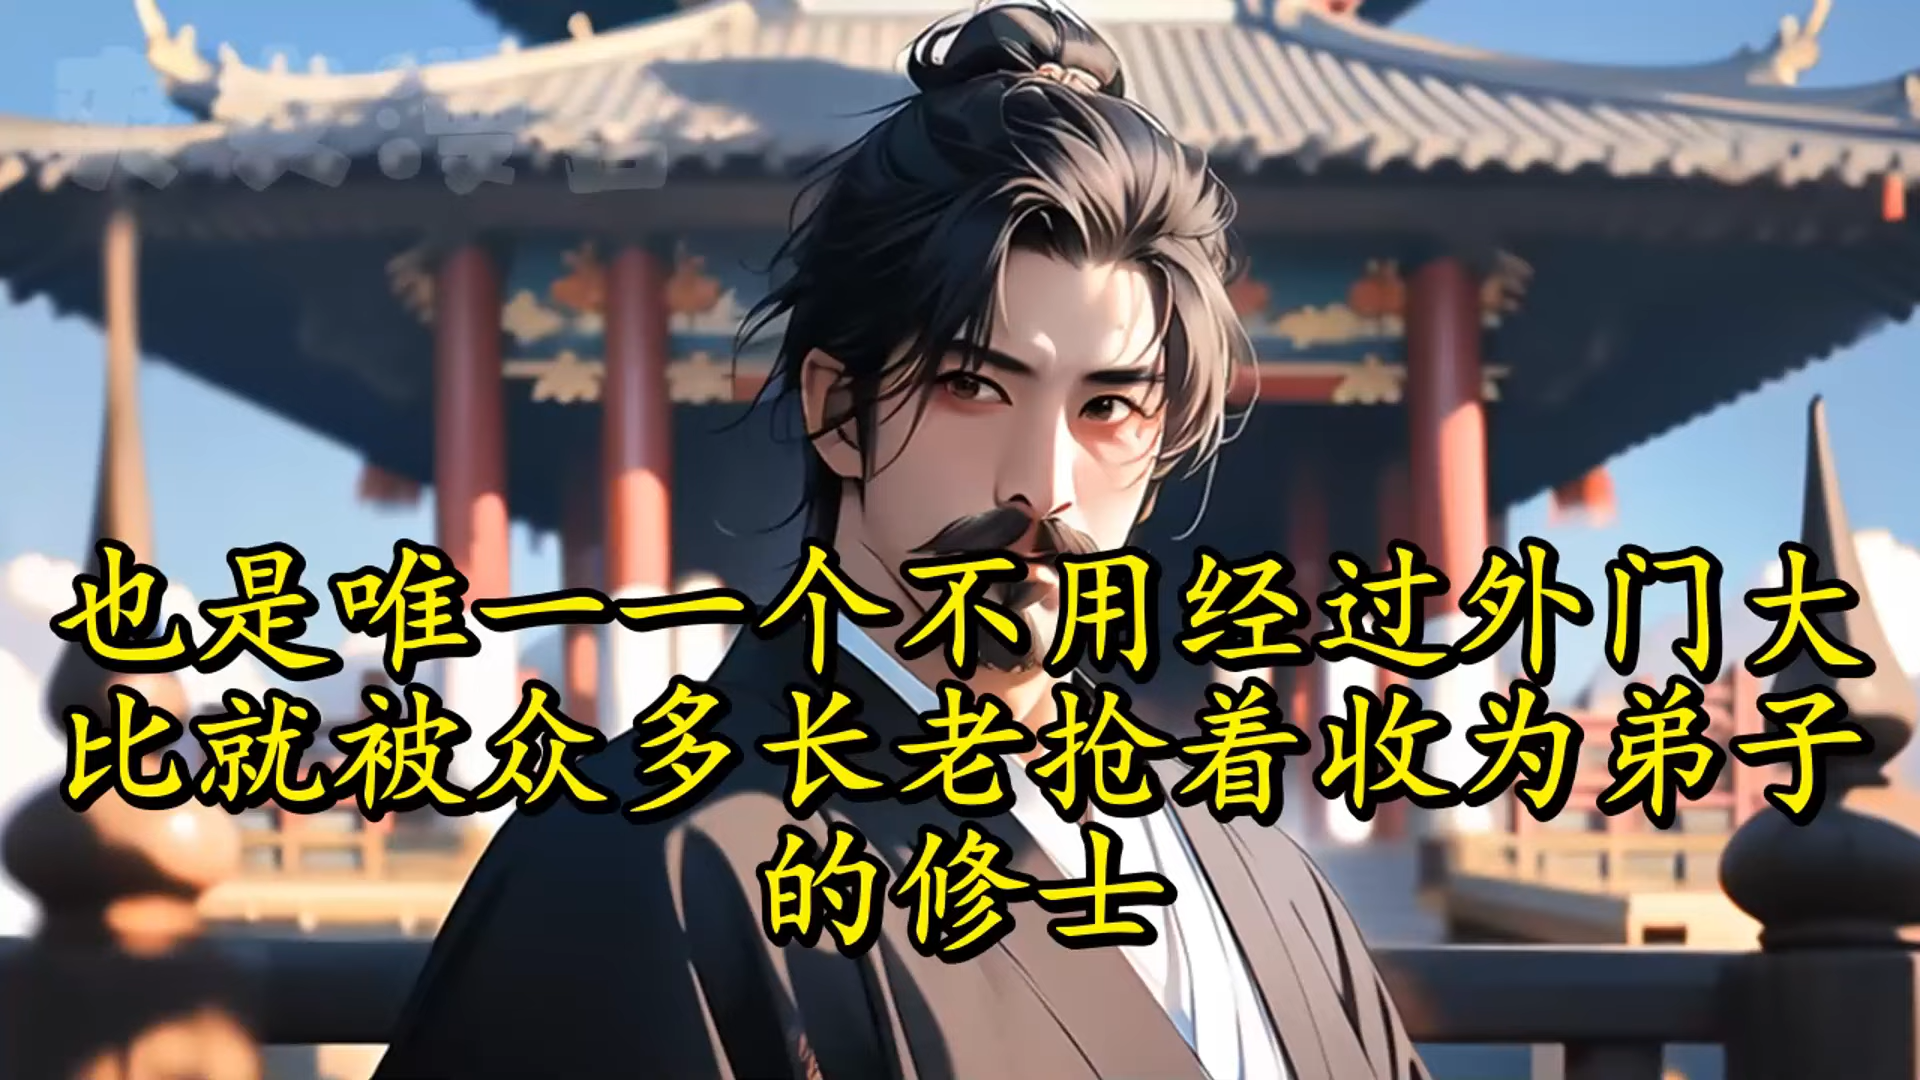 也是唯一一个不用经过外门大
比就被众多长老抢着收为弟子
的修士